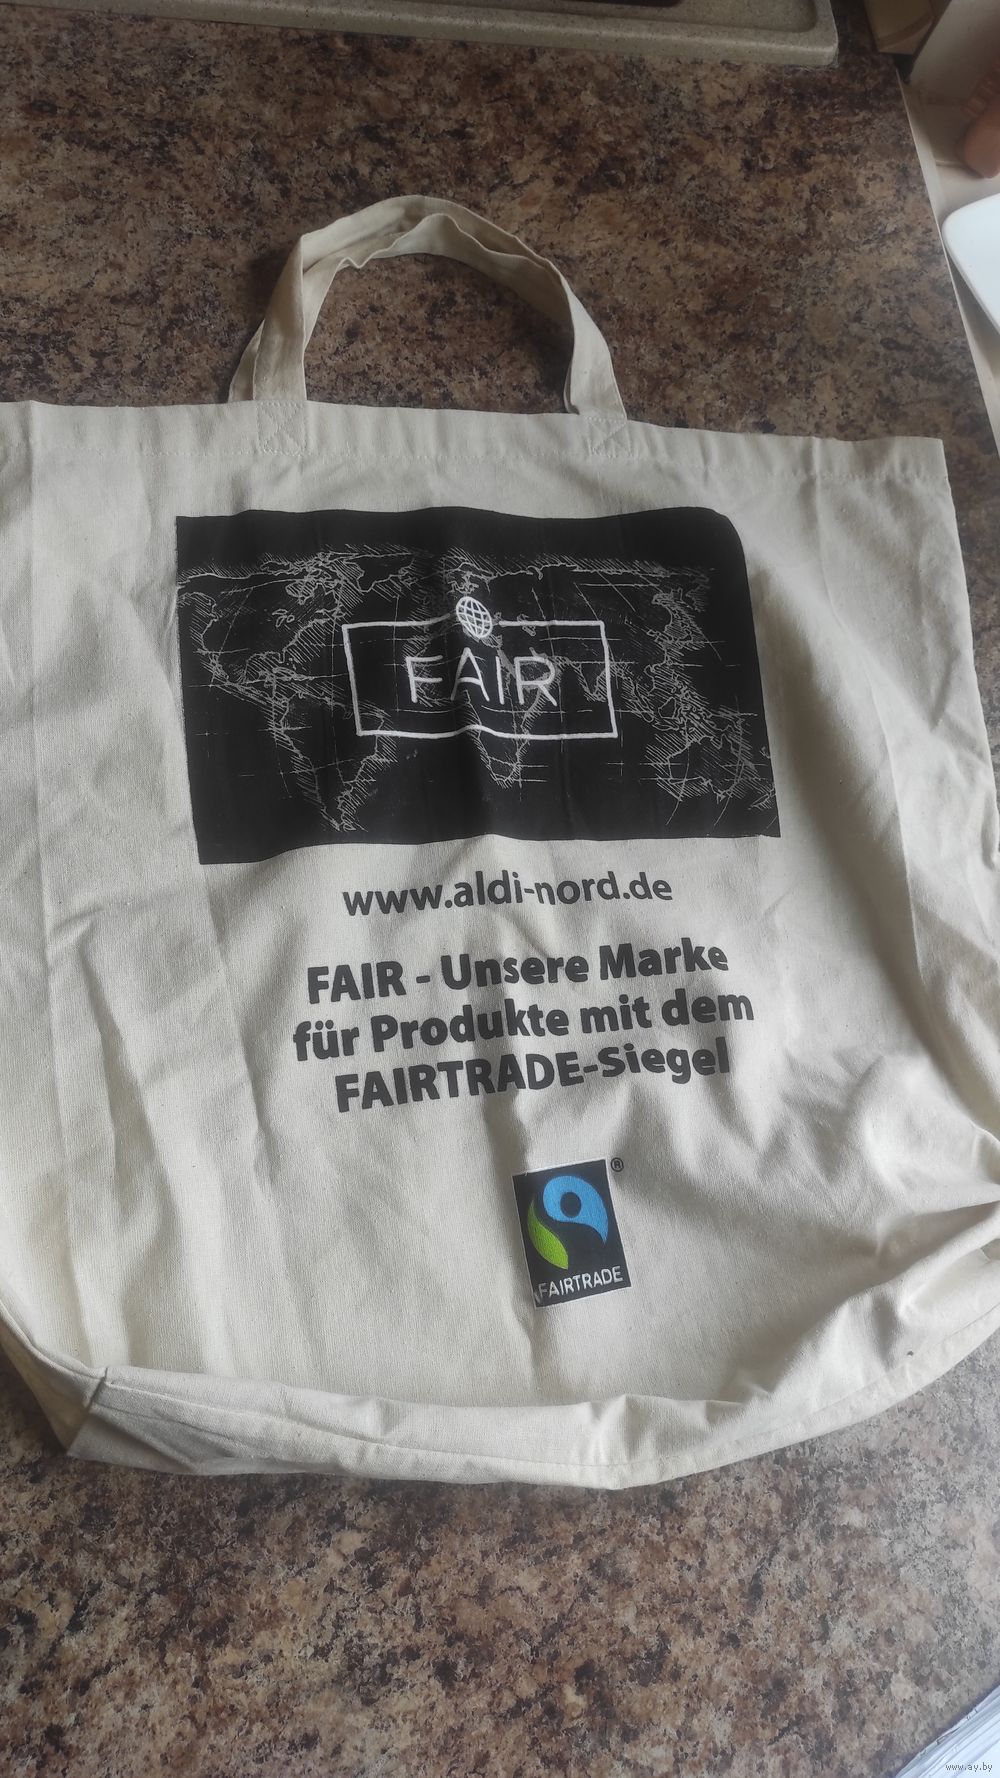 FAIR
www.aldi-nord.de
FAIR - Unsere Marke
für Produkte mit dem
FAIRTRADE-Siegel
®
FAIRTRADE
www.ay.by